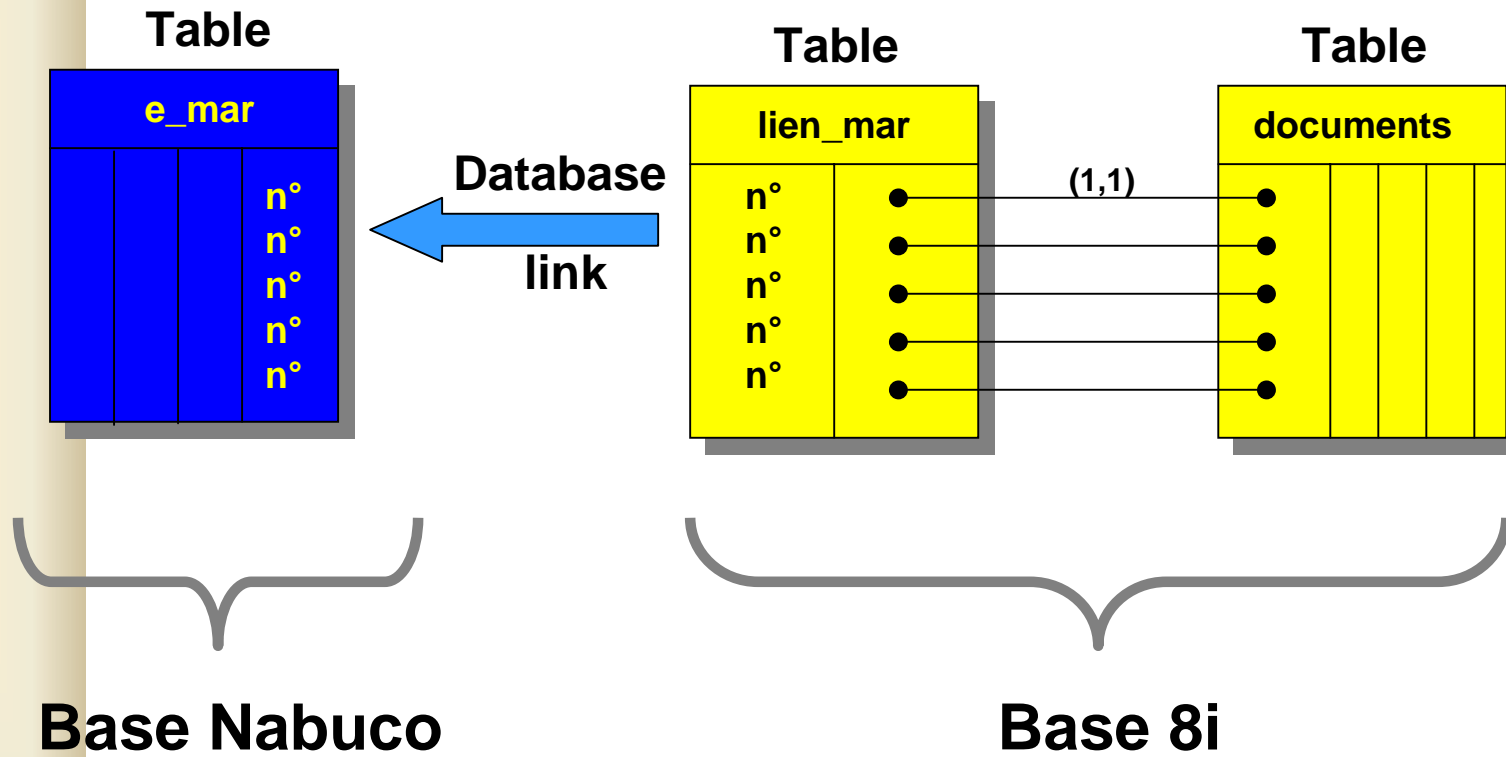 Table
e_mar
n°
n°
n°
n°
n°
Database
link
Table
lien_mar
n°
n°
n°
n°
n°
(1,1)
Table
documents
Base Nabuco
Base 8i